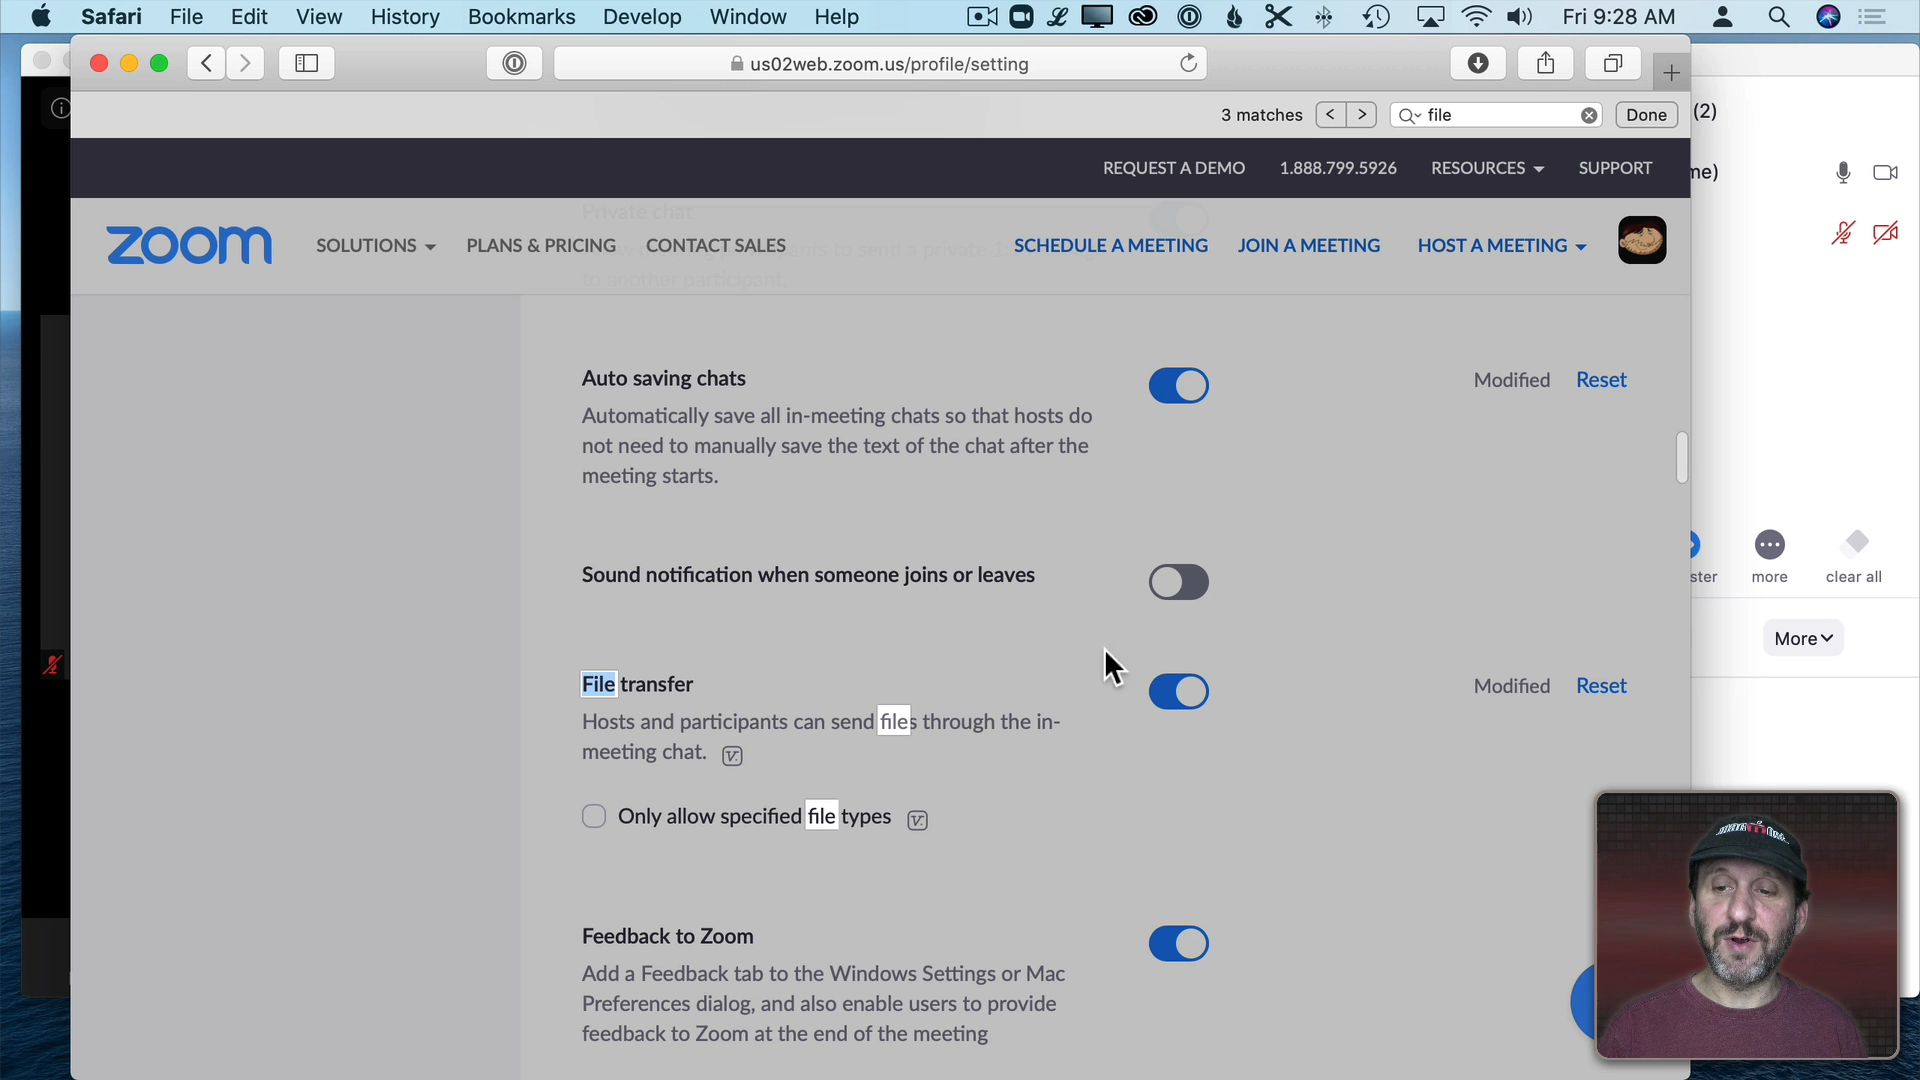 Safari File Edit View History Bookmarks Develop Window Help Fri 9:28 AM
us02web.zoom.us/profile/setting
3 matches file Done
(2)
REQUEST A DEMO 1.888.799.5926 RESOURCES SUPPORT
me)
Private chat
zoom SOLUTIONS PLANS & PRICING CONTACT SALES SCHEDULE A MEETING JOIN A MEETING HOST A MEETING
to another participant.
Auto saving chats Modified Reset
Automatically save all in-meeting chats so that hosts do
not need to manually save the text of the chat after the
meeting starts.
Sound notification when someone joins or leaves
more clear all
More
File transfer Modified Reset
Hosts and participants can send files through the in-
meeting chat.
Only allow specified file types
Feedback to Zoom
Add a Feedback tab to the Windows Settings or Mac
Preferences dialog, and also enable users to provide
feedback to Zoom at the end of the meeting